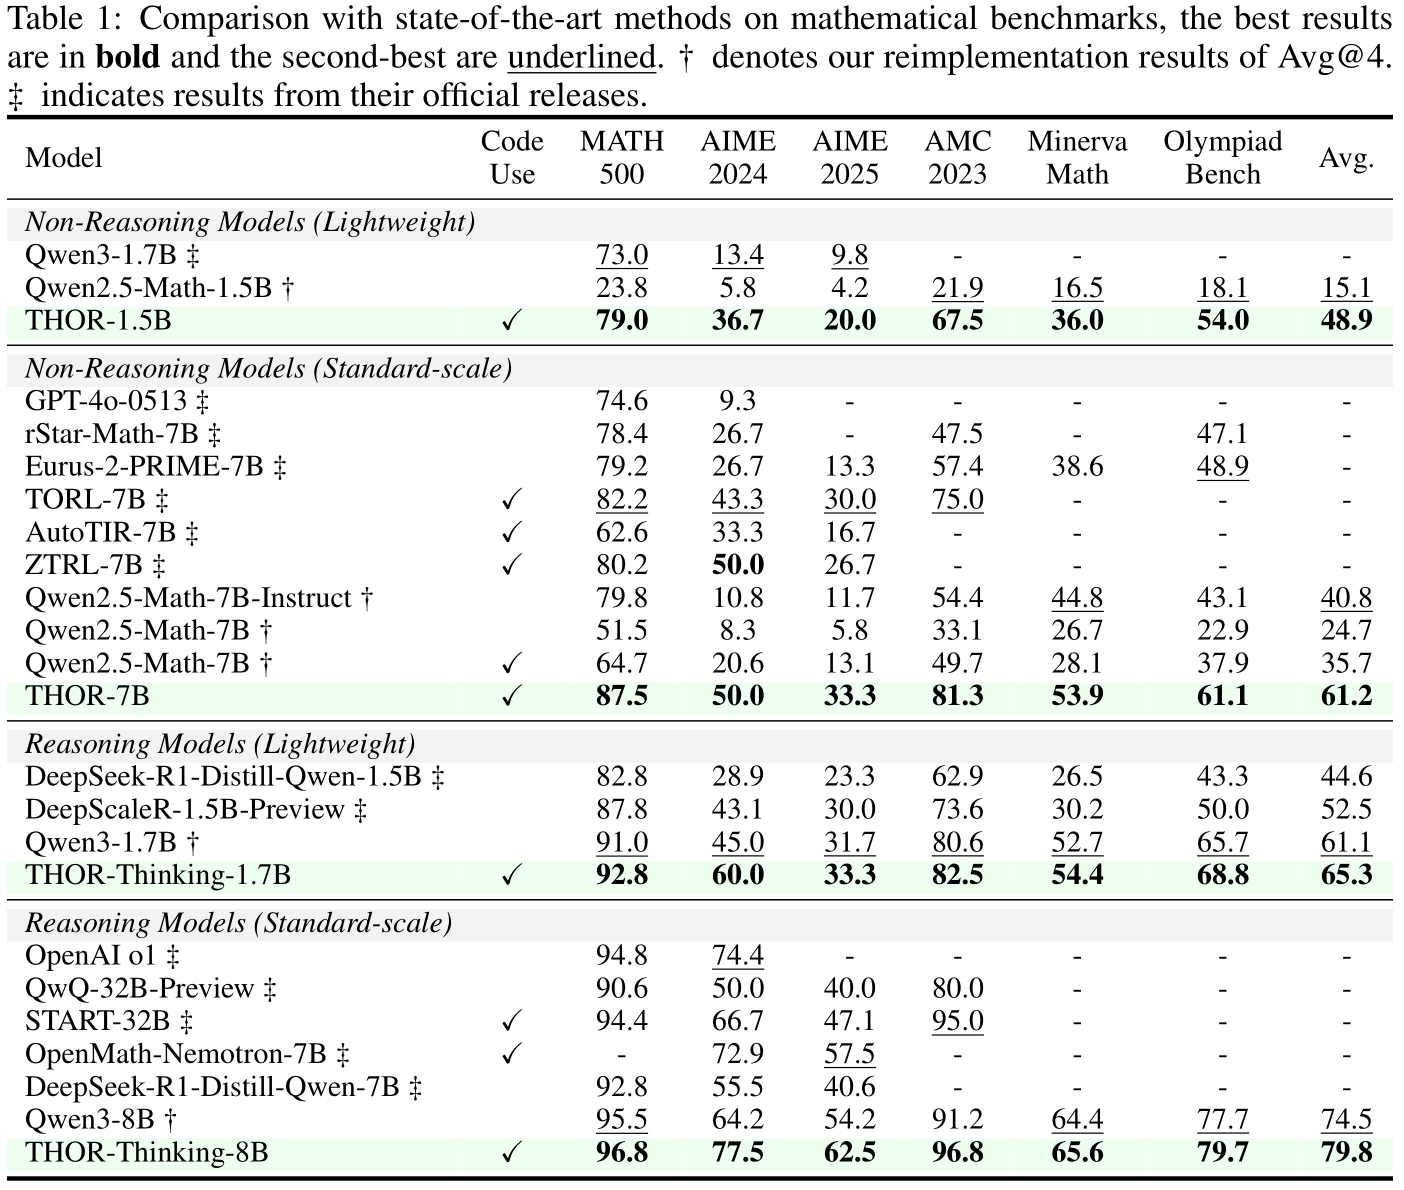 Table 1: Comparison with state-of-the-art methods on mathematical benchmarks, the best results
are in bold and the second-best are underlined. † denotes our reimplementation results of Avg@4.
‡ indicates results from their official releases.
Model Code Use MATH 500 AIME 2024 AIME 2025 AMC 2023 Minerva Math Olympiad Bench Avg.
Non-Reasoning Models (Lightweight)
Qwen3-1.7B ‡ 73.0 13.4 9.8 - - - -
Qwen2.5-Math-1.5B † 23.8 5.8 4.2 21.9 16.5 18.1 15.1
THOR-1.5B ✓ 79.0 36.7 20.0 67.5 36.0 54.0 48.9
Non-Reasoning Models (Standard-scale)
GPT-4o-0513 ‡ 74.6 9.3 - - - - -
rStar-Math-7B ‡ 78.4 26.7 - 47.5 - 47.1 -
Eurus-2-PRIME-7B ‡ 79.2 26.7 13.3 57.4 38.6 48.9 -
TORL-7B ‡ ✓ 82.2 43.3 30.0 75.0 - - -
AutoTIR-7B ‡ ✓ 62.6 33.3 16.7 - - - -
ZTRL-7B ‡ ✓ 80.2 50.0 26.7 - - - -
Qwen2.5-Math-7B-Instruct † 79.8 10.8 11.7 54.4 44.8 43.1 40.8
Qwen2.5-Math-7B † 51.5 8.3 5.8 33.1 26.7 22.9 24.7
Qwen2.5-Math-7B † ✓ 64.7 20.6 13.1 49.7 28.1 37.9 35.7
THOR-7B ✓ 87.5 50.0 33.3 81.3 53.9 61.1 61.2
Reasoning Models (Lightweight)
DeepSeek-R1-Distill-Qwen-1.5B ‡ 82.8 28.9 23.3 62.9 26.5 43.3 44.6
DeepScaleR-1.5B-Preview ‡ 87.8 43.1 30.0 73.6 30.2 50.0 52.5
Qwen3-1.7B † 91.0 45.0 31.7 80.6 52.7 65.7 61.1
THOR-Thinking-1.7B ✓ 92.8 60.0 33.3 82.5 54.4 68.8 65.3
Reasoning Models (Standard-scale)
OpenAI o1 ‡ 94.8 74.4 - - - - -
QwQ-32B-Preview ‡ 90.6 50.0 40.0 80.0 - - -
START-32B ‡ ✓ 94.4 66.7 47.1 95.0 - - -
OpenMath-Nemotron-7B ‡ ✓ - 72.9 57.5 - - - -
DeepSeek-R1-Distill-Qwen-7B ‡ 92.8 55.5 40.6 - - - -
Qwen3-8B † 95.5 64.2 54.2 91.2 64.4 77.7 74.5
THOR-Thinking-8B ✓ 96.8 77.5 62.5 96.8 65.6 79.7 79.8